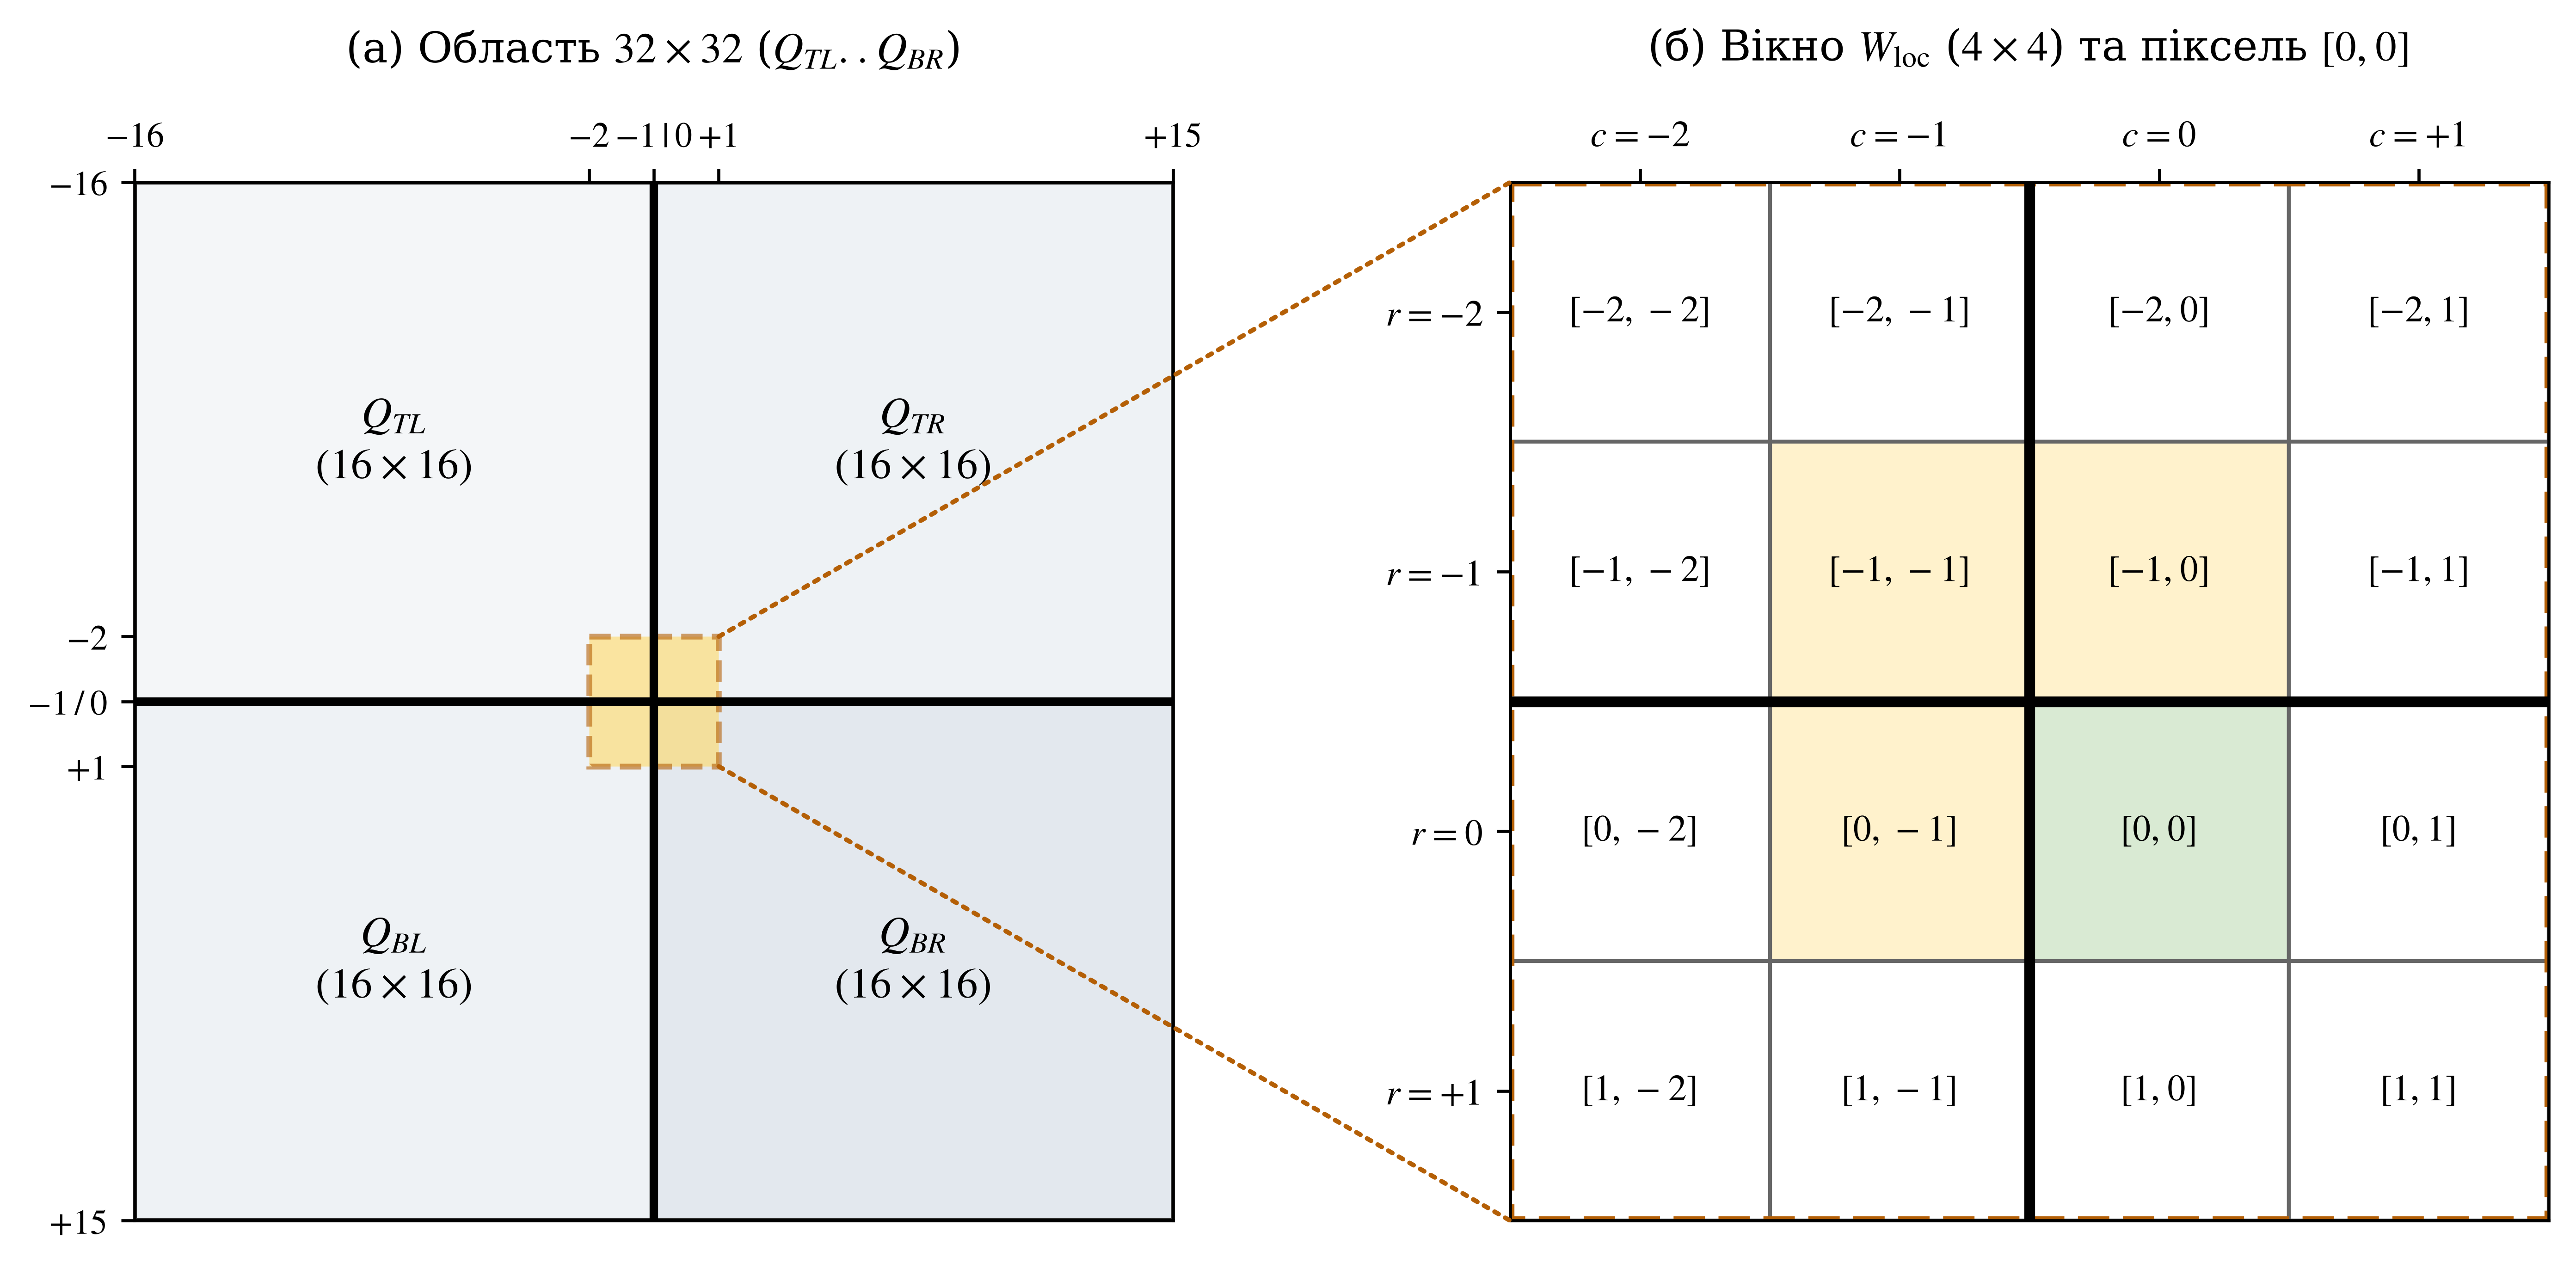 (а) Область 32 × 32 (Q_TL. . Q_BR)
−16 −2 −1 | 0 +1 +15
−16
Q_TL
(16 × 16)
Q_TR
(16 × 16)
−2
−1 / 0
+1
Q_BL
(16 × 16)
Q_BR
(16 × 16)
+15
(б) Вікно W_loc (4 × 4) та піксель [0, 0]
c = −2 c = −1 c = 0 c = +1
r = −2 [−2, −2] [−2, −1] [−2, 0] [−2, 1]
r = −1 [−1, −2] [−1, −1] [−1, 0] [−1, 1]
r = 0 [0, −2] [0, −1] [0, 0] [0, 1]
r = +1 [1, −2] [1, −1] [1, 0] [1, 1]